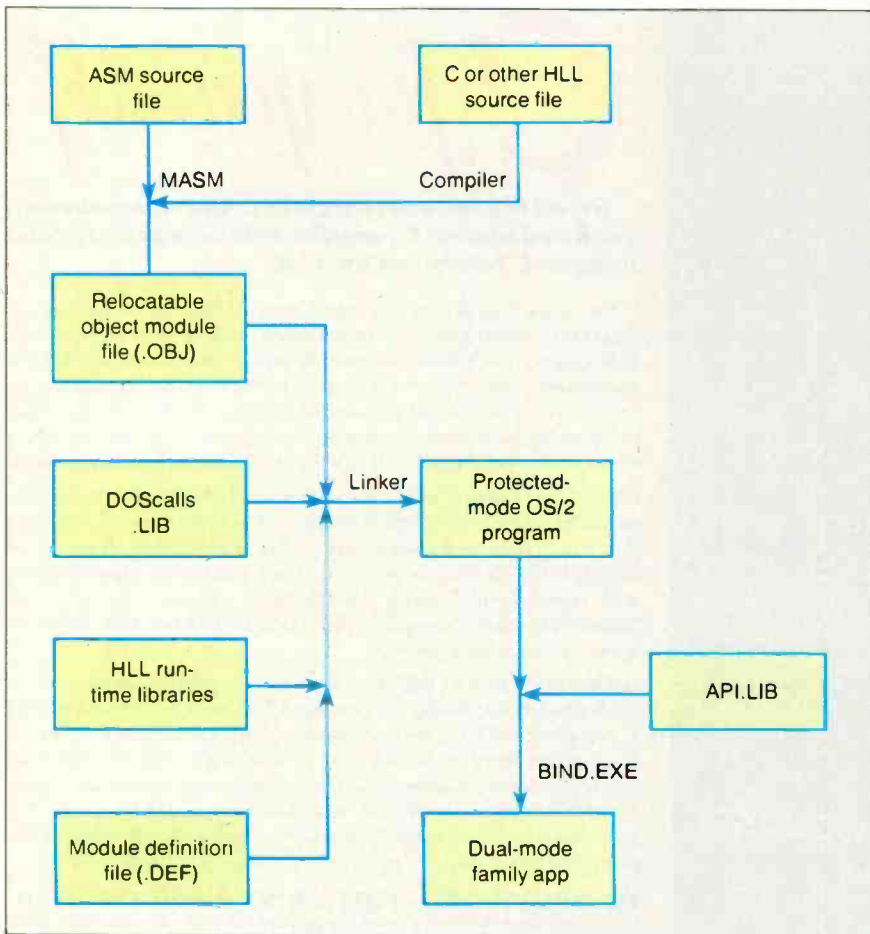 ASM source
file
C or other HLL
source file
MASM
Compiler
Relocatable
object module
file (.OBJ)
DOScalls
.LIB
Linker
Protected-
mode OS/2
program
HLL run-
time libraries
API.LIB
BIND.EXE
Module definition
file (.DEF)
Dual-mode
family app